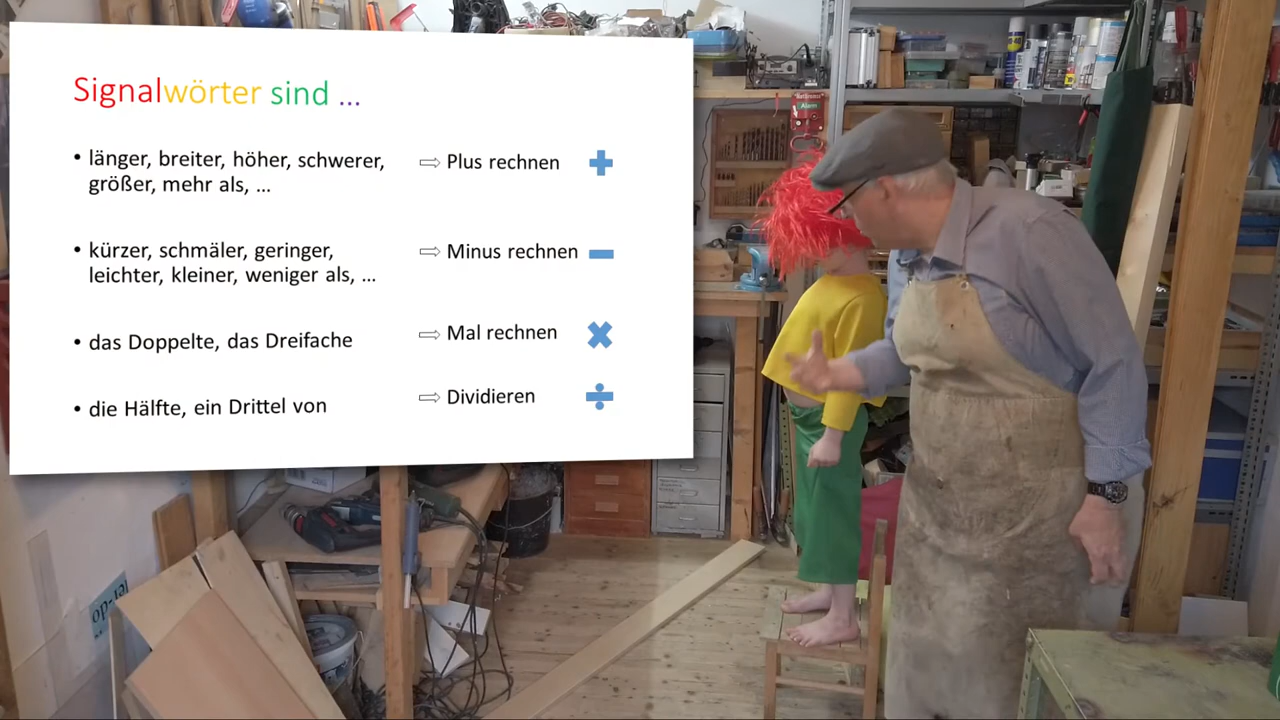 Signalwörter sind ...
• länger, breiter, höher, schwerer,
größer, mehr als, ...
⇨ Plus rechnen +
• kürzer, schmäler, geringer,
leichter, kleiner, weniger als, ...
⇨ Minus rechnen −
• das Doppelte, das Dreifache
⇨ Mal rechnen ×
• die Hälfte, ein Drittel von
⇨ Dividieren ÷
Alarm